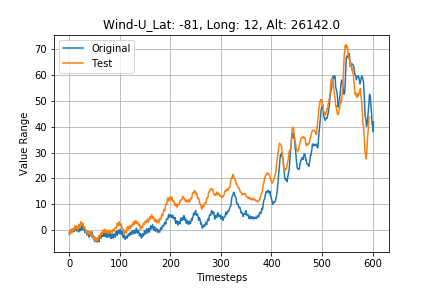 Wind-U_Lat: -81, Long: 12, Alt: 26142.0
Original
Test
Value Range
70
60
50
40
30
20
10
0
0 100 200 300 400 500 600
Timesteps